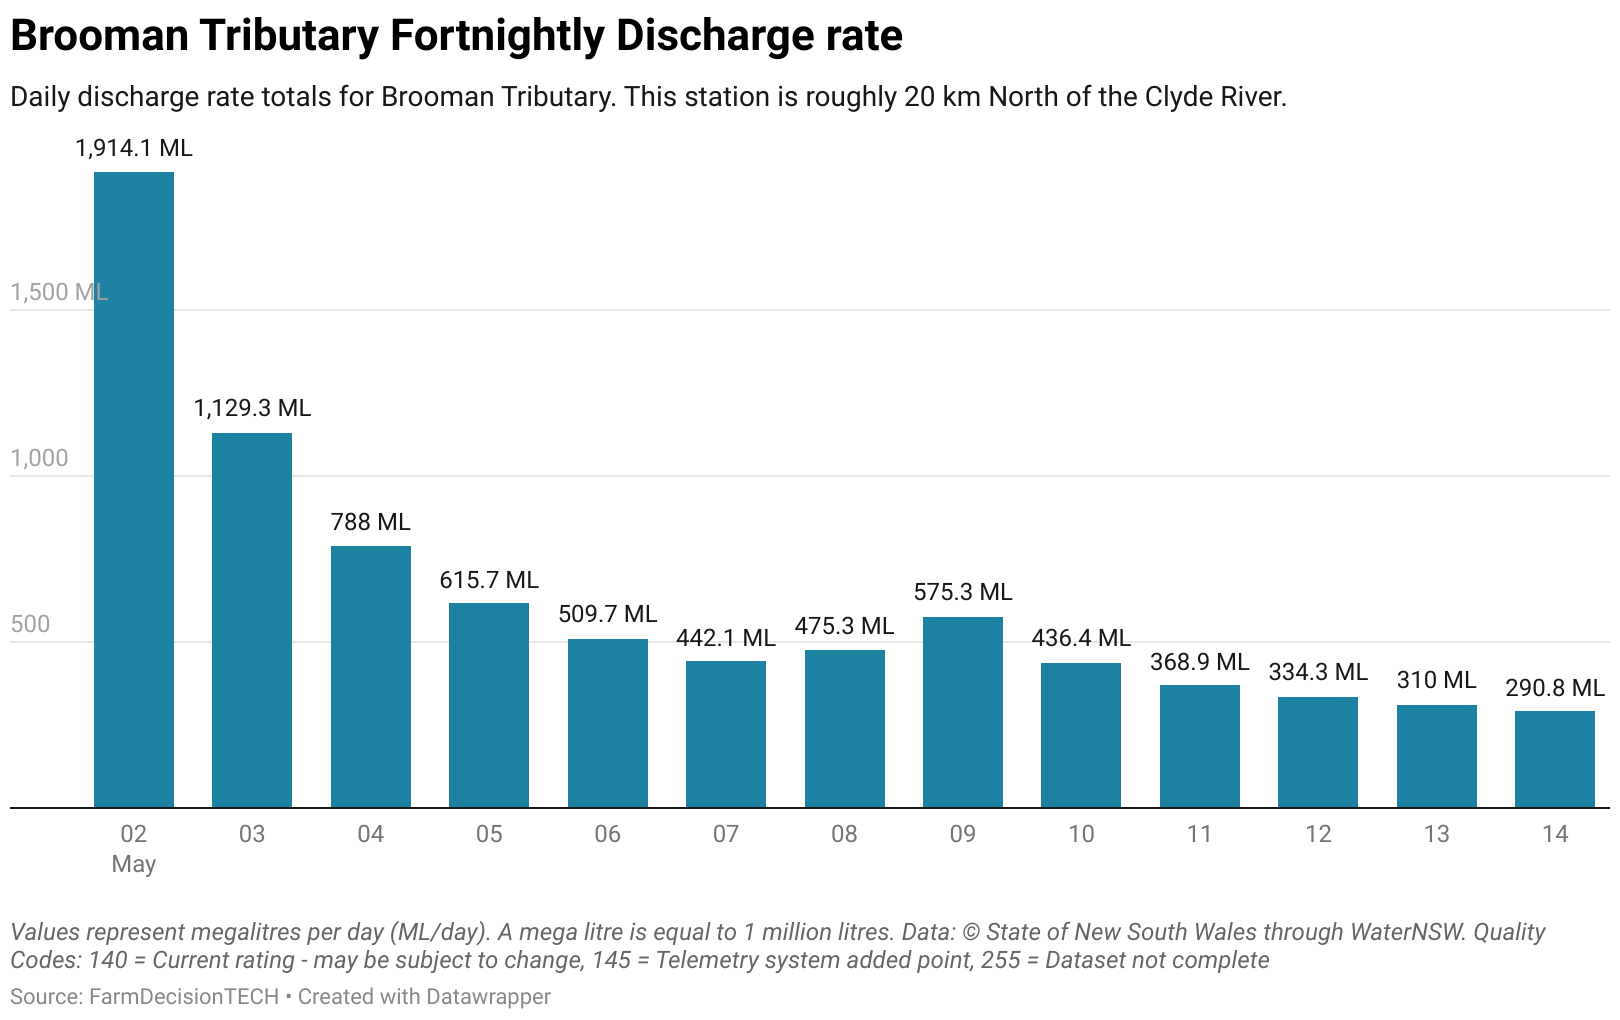 Brooman Tributary Fortnightly Discharge rate
Daily discharge rate totals for Brooman Tributary. This station is roughly 20 km North of the Clyde River.
1,914.1 ML
1,500 ML
1,129.3 ML
1,000
788 ML
615.7 ML
575.3 ML
509.7 ML
500
475.3 ML
442.1 ML
436.4 ML
368.9 ML
334.3 ML
310 ML
290.8 ML
02 03 04 05 06 07 08 09 10 11 12 13 14
May
Values represent megalitres per day (ML/day). A mega litre is equal to 1 million litres. Data: © State of New South Wales through WaterNSW. Quality
Codes: 140 = Current rating - may be subject to change, 145 = Telemetry system added point, 255 = Dataset not complete
Source: FarmDecisionTECH • Created with Datawrapper